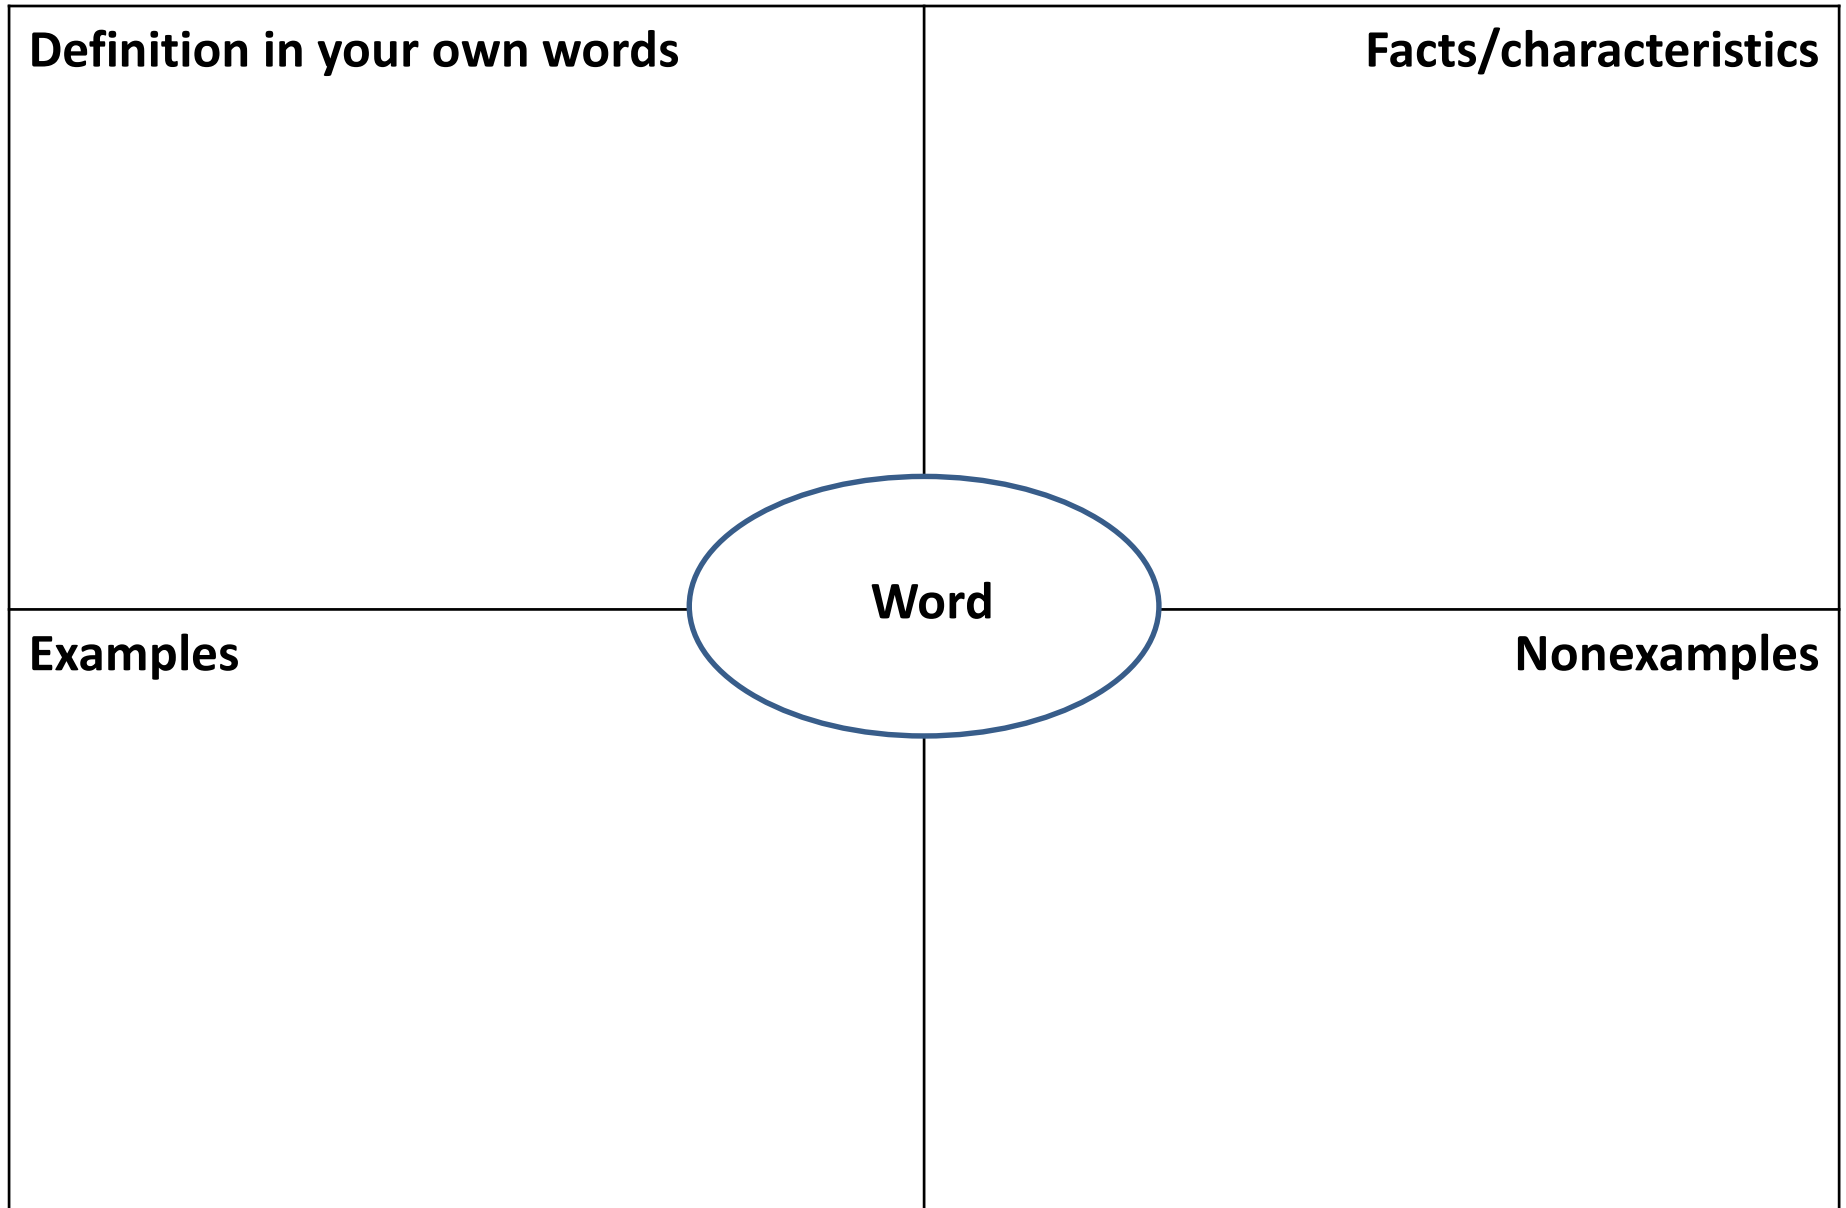 Definition in your own words
Facts/characteristics
Word
Examples
Nonexamples